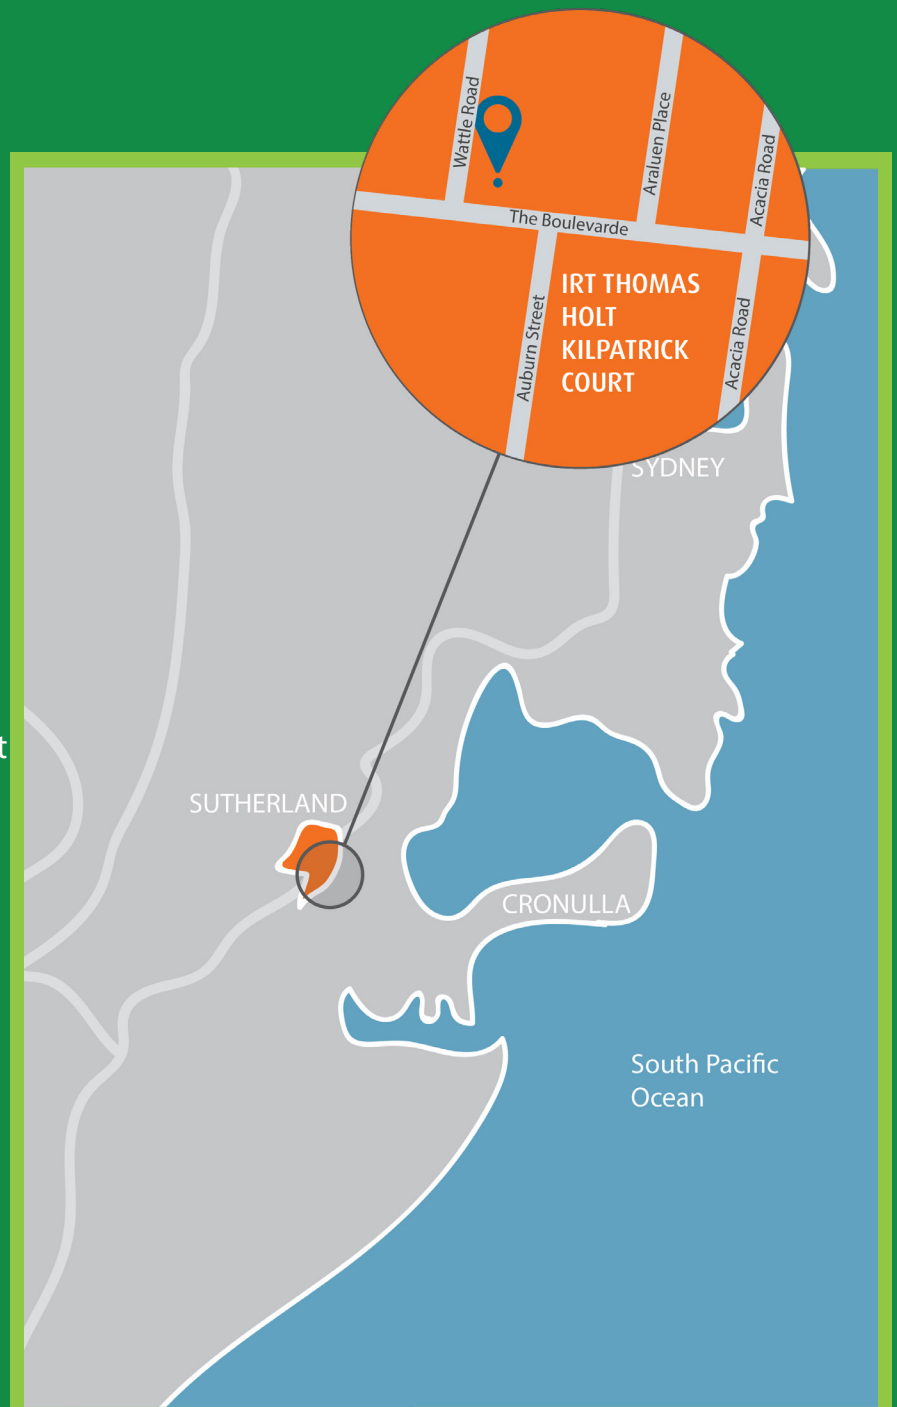 Wattle Road
Araluen Place
Acacia Road
The Boulevarde
IRT THOMAS
HOLT
KILPATRICK
COURT
Auburn Street
Acacia Road
SYDNEY
t
SUTHERLAND
CRONULLA
South Pacific
Ocean